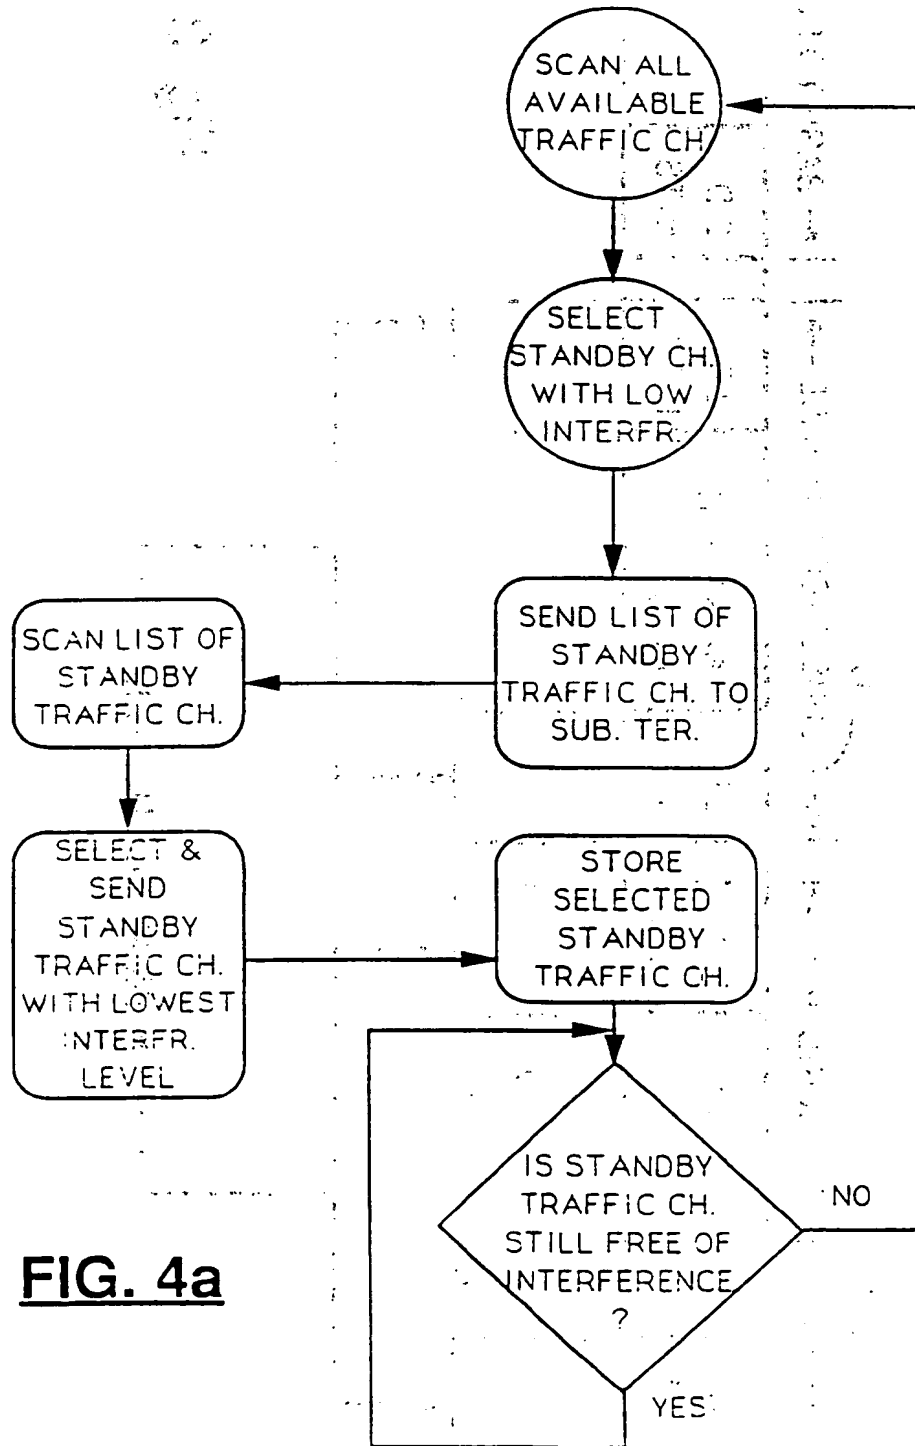 SCAN ALL
AVAILABLE
TRAFFIC CH.
SELECT
STANDBY CH.
WITH LOW
INTERFR.
SEND LIST OF
STANDBY
TRAFFIC CH. TO
SUB. TER.
SCAN LIST OF
STANDBY
TRAFFIC CH.
SELECT &
SEND
STANDBY
TRAFFIC CH.
WITH LOWEST
INTERFR.
LEVEL
STORE
SELECTED
STANDBY
TRAFFIC CH.
IS STANDBY
TRAFFIC CH.
STILL FREE OF
INTERFERENCE
?
NO
YES
FIG. 4a